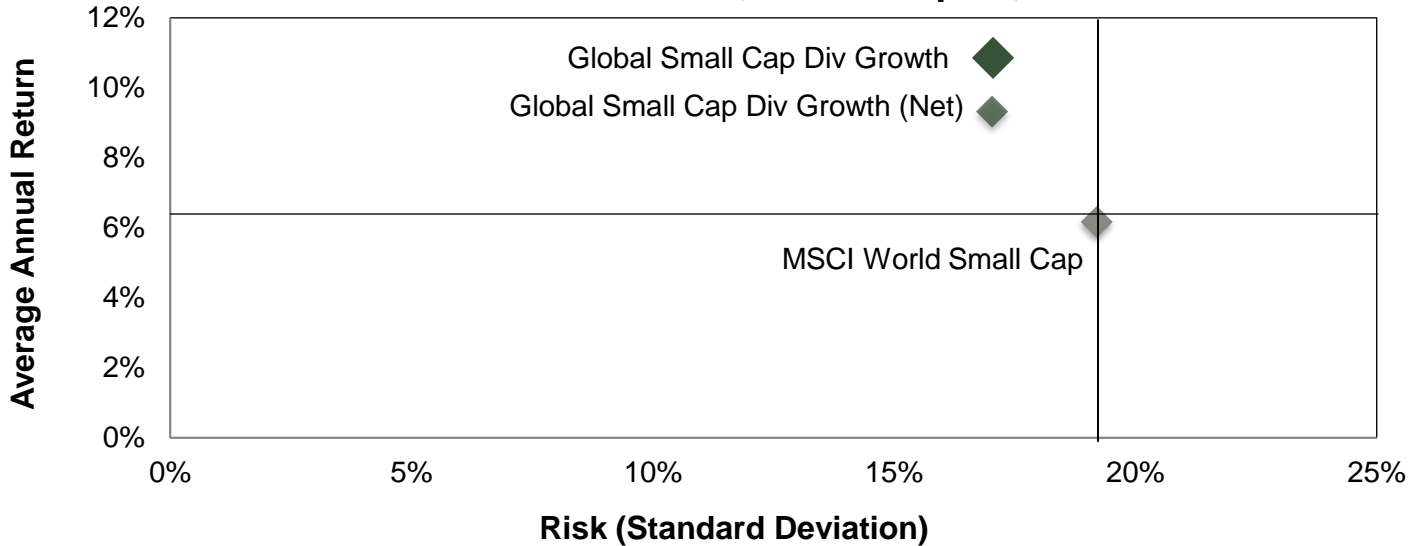 12%
10%
8%
6%
4%
2%
0%
Average Annual Return
Global Small Cap Div Growth
Global Small Cap Div Growth (Net)
MSCI World Small Cap
0%
5%
10%
15%
20%
25%
Risk (Standard Deviation)